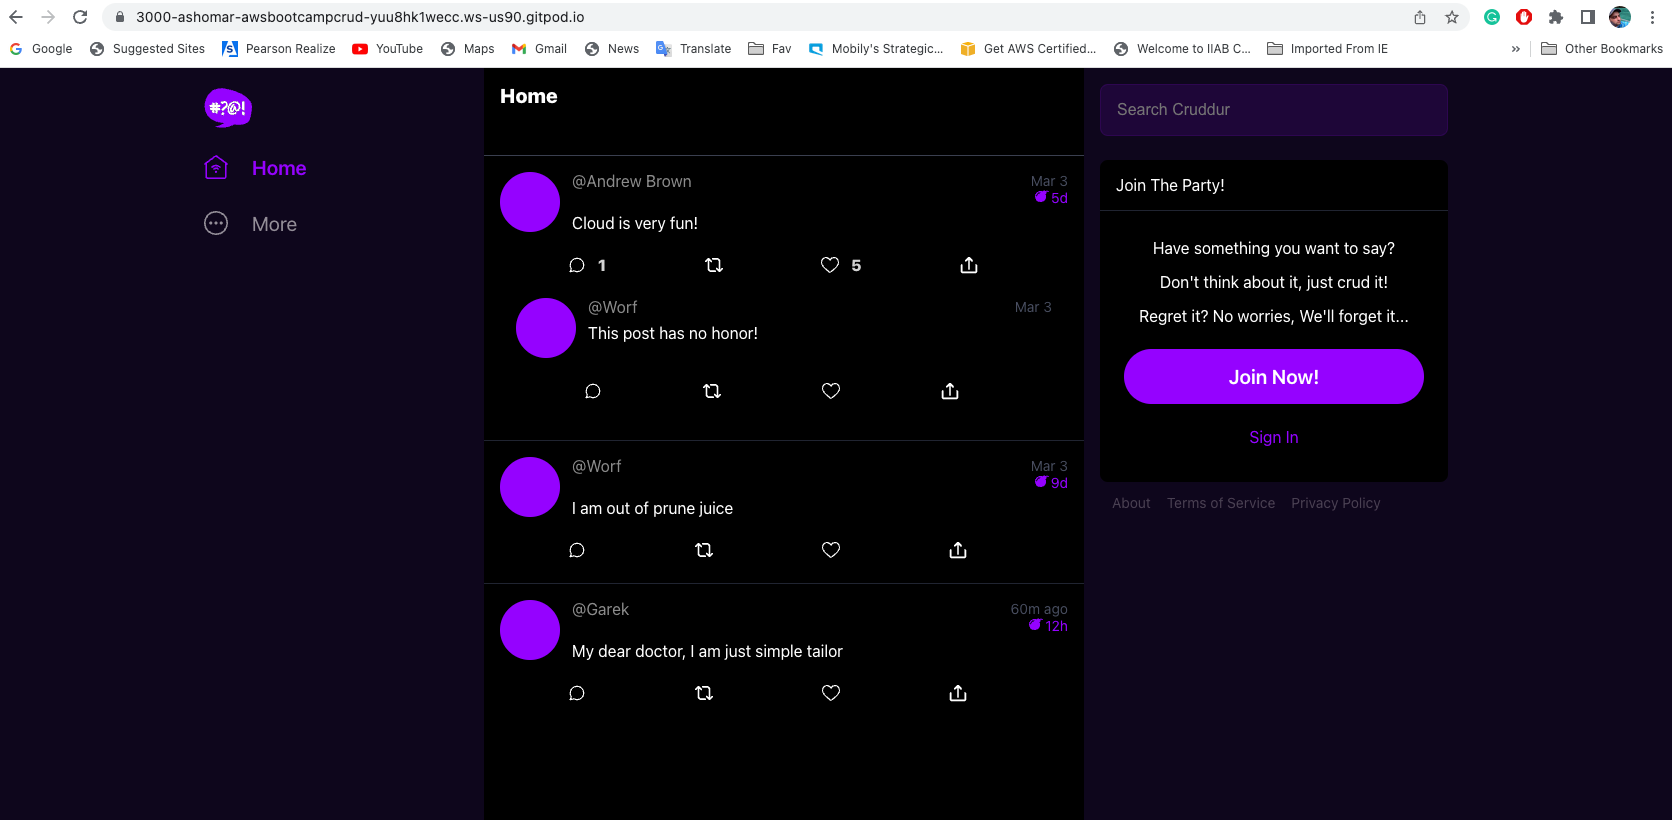 3000-ashomar-awsbootcampcrud-yuu8hk1wecc.ws-us90.gitpod.io
Google Suggested Sites Pearson Realize YouTube Maps Gmail News Translate Fav Mobily's Strategic... Get AWS Certified... Welcome to IIAB C... Imported From IE » Other Bookmarks
#?@!
Home
More
Home
@Andrew Brown Mar 3
5d
Cloud is very fun!
1 5
@Worf Mar 3
This post has no honor!
@Worf Mar 3
9d
I am out of prune juice
@Garek 60m ago
12h
My dear doctor, I am just simple tailor
Search Cruddur
Join The Party!
Have something you want to say?
Don't think about it, just crud it!
Regret it? No worries, We'll forget it...
Join Now!
Sign In
About Terms of Service Privacy Policy